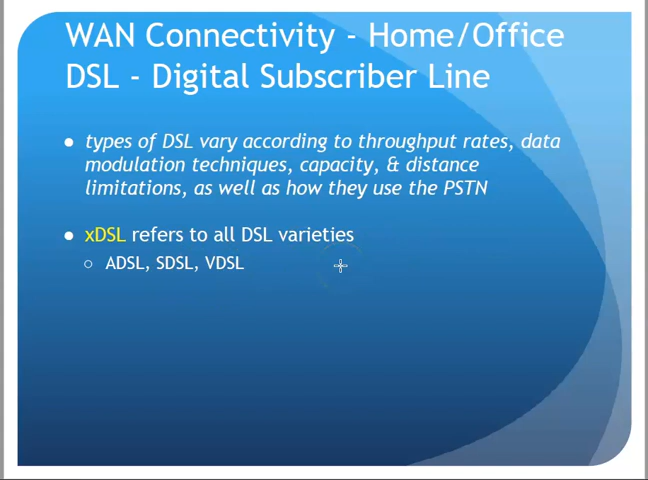 WAN Connectivity - Home/Office
DSL - Digital Subscriber Line
types of DSL vary according to throughput rates, data
modulation techniques, capacity, & distance
limitations, as well as how they use the PSTN
xDSL refers to all DSL varieties
ADSL, SDSL, VDSL